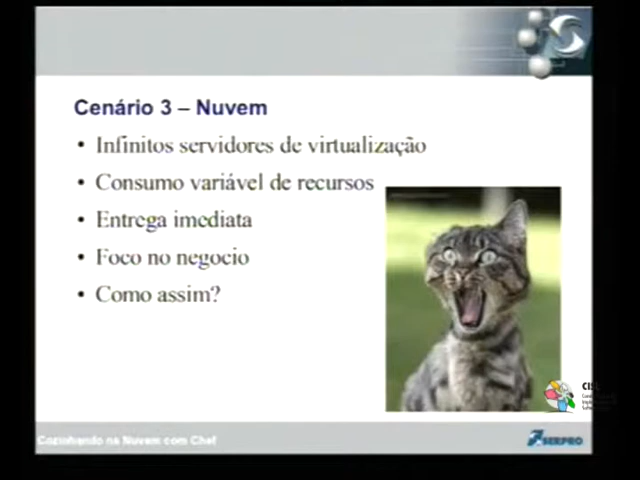 Cenário 3 – Nuvem
• Infinitos servidores de virtualização
• Consumo variável de recursos
• Entrega imediata
• Foco no negocio
• Como assim?
Cozinhando na Nuvem com Chef
SERPRO